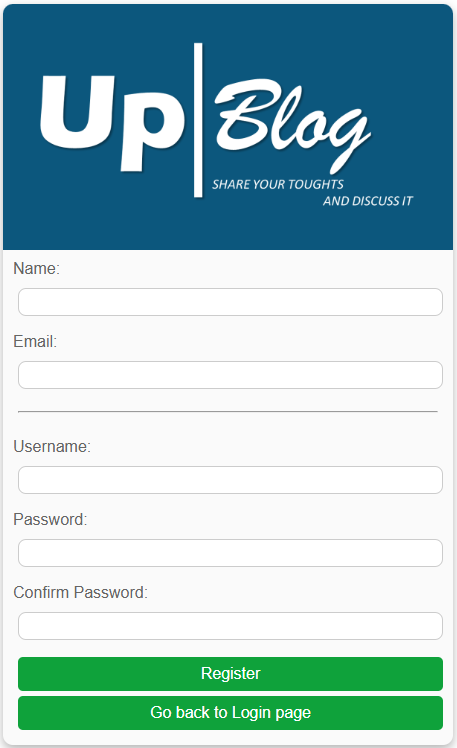 Up Blog
SHARE YOUR TOUGHTS
AND DISCUSS IT
Name:
Email:
Username:
Password:
Confirm Password:
Register
Go back to Login page